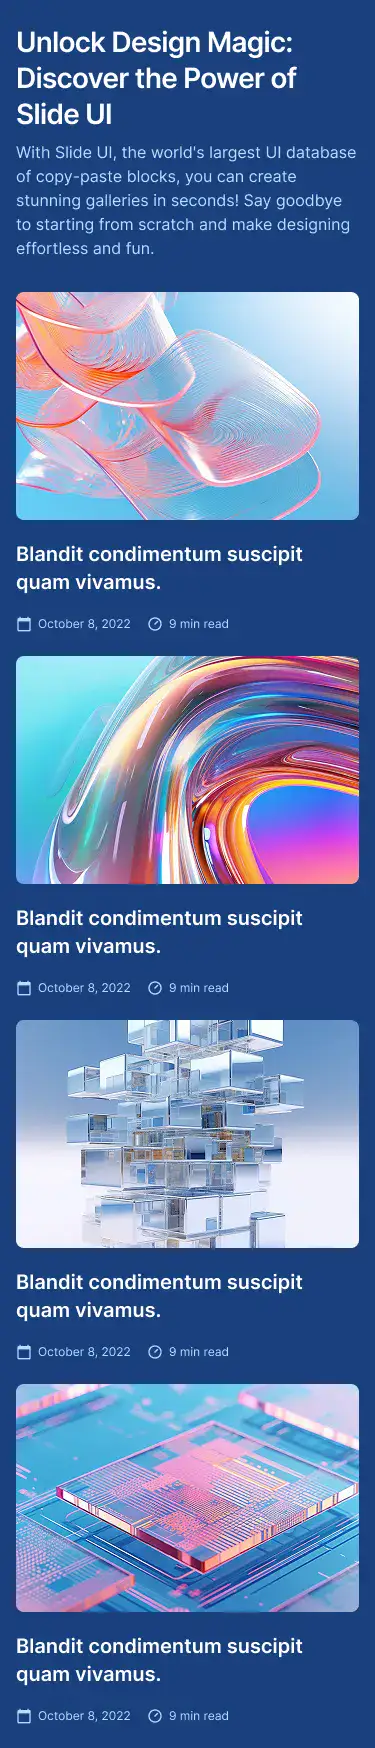 Unlock Design Magic:
Discover the Power of
Slide UI
With Slide UI, the world's largest UI database
of copy-paste blocks, you can create
stunning galleries in seconds! Say goodbye
to starting from scratch and make designing
effortless and fun.
Blandit condimentum suscipit
quam vivamus.
October 8, 2022 9 min read
Blandit condimentum suscipit
quam vivamus.
October 8, 2022 9 min read
Blandit condimentum suscipit
quam vivamus.
October 8, 2022 9 min read
Blandit condimentum suscipit
quam vivamus.
October 8, 2022 9 min read